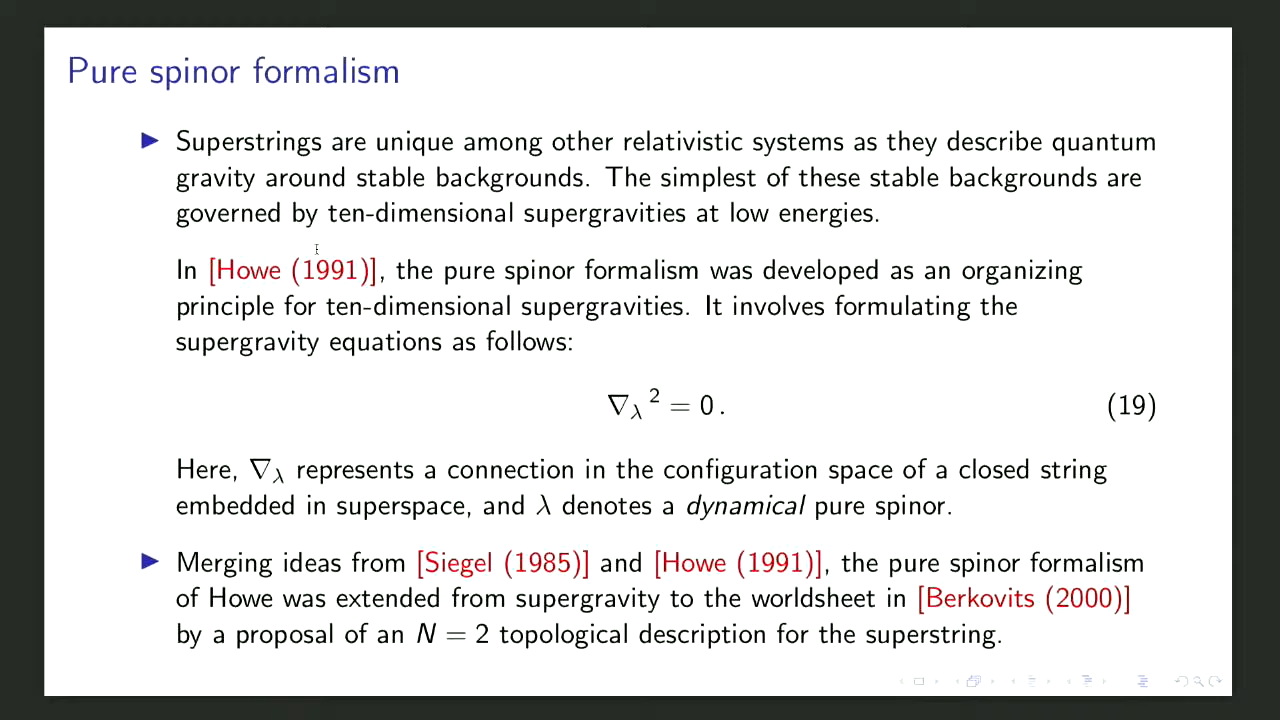 Pure spinor formalism
▶ Superstrings are unique among other relativistic systems as they describe quantum
gravity around stable backgrounds. The simplest of these stable backgrounds are
governed by ten-dimensional supergravities at low energies.
In [Howe (1991)], the pure spinor formalism was developed as an organizing
principle for ten-dimensional supergravities. It involves formulating the
supergravity equations as follows:
∇λ² = 0 . (19)
Here, ∇λ represents a connection in the configuration space of a closed string
embedded in superspace, and λ denotes a dynamical pure spinor.
▶ Merging ideas from [Siegel (1985)] and [Howe (1991)], the pure spinor formalism
of Howe was extended from supergravity to the worldsheet in [Berkovits (2000)]
by a proposal of an N = 2 topological description for the superstring.